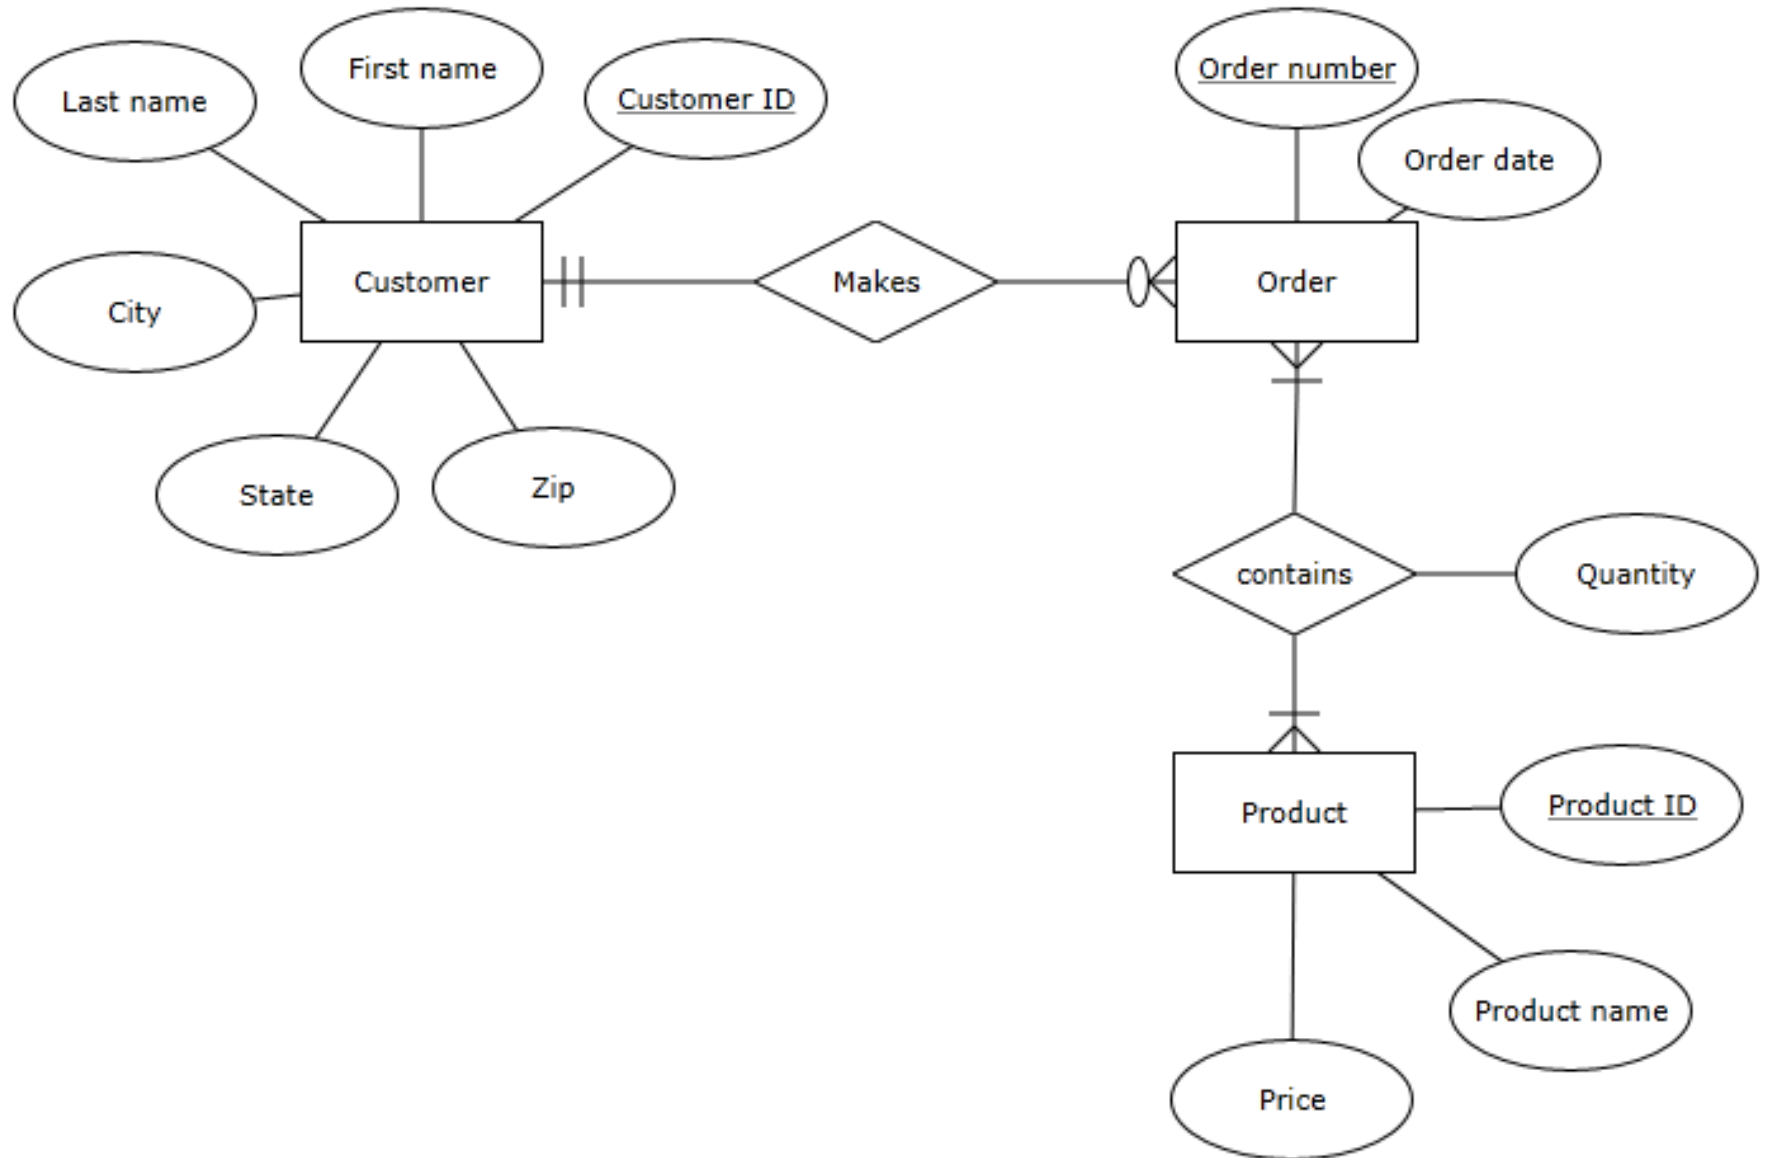 First name
Order number
Last name
Customer ID
Order date
Customer
Makes
Order
City
State
Zip
contains
Quantity
Product
Product ID
Product name
Price